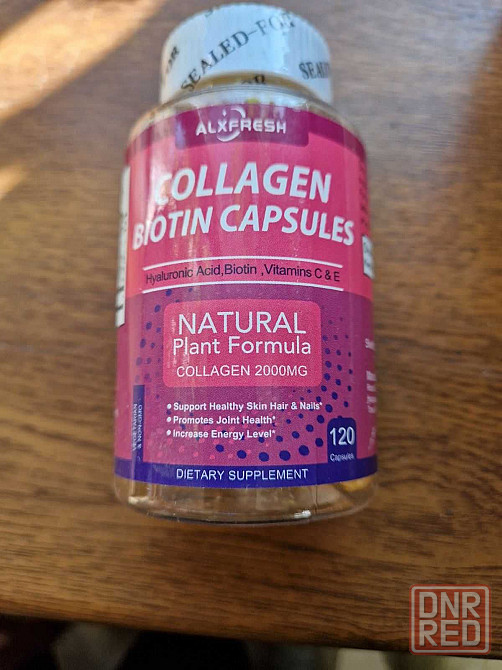 SEALED-FOR
SEALED
ALXFRESH
COLLAGEN
BIOTIN CAPSULES
Hyaluronic Acid,Biotin ,Vitamins C & E
NATURAL
Plant Formula
COLLAGEN 2000MG
Support Healthy Skin Hair & Nails*
Promotes Joint Health*
Increase Energy Level*
120
Capsules
DIETARY SUPPLEMENT
DNR
RED